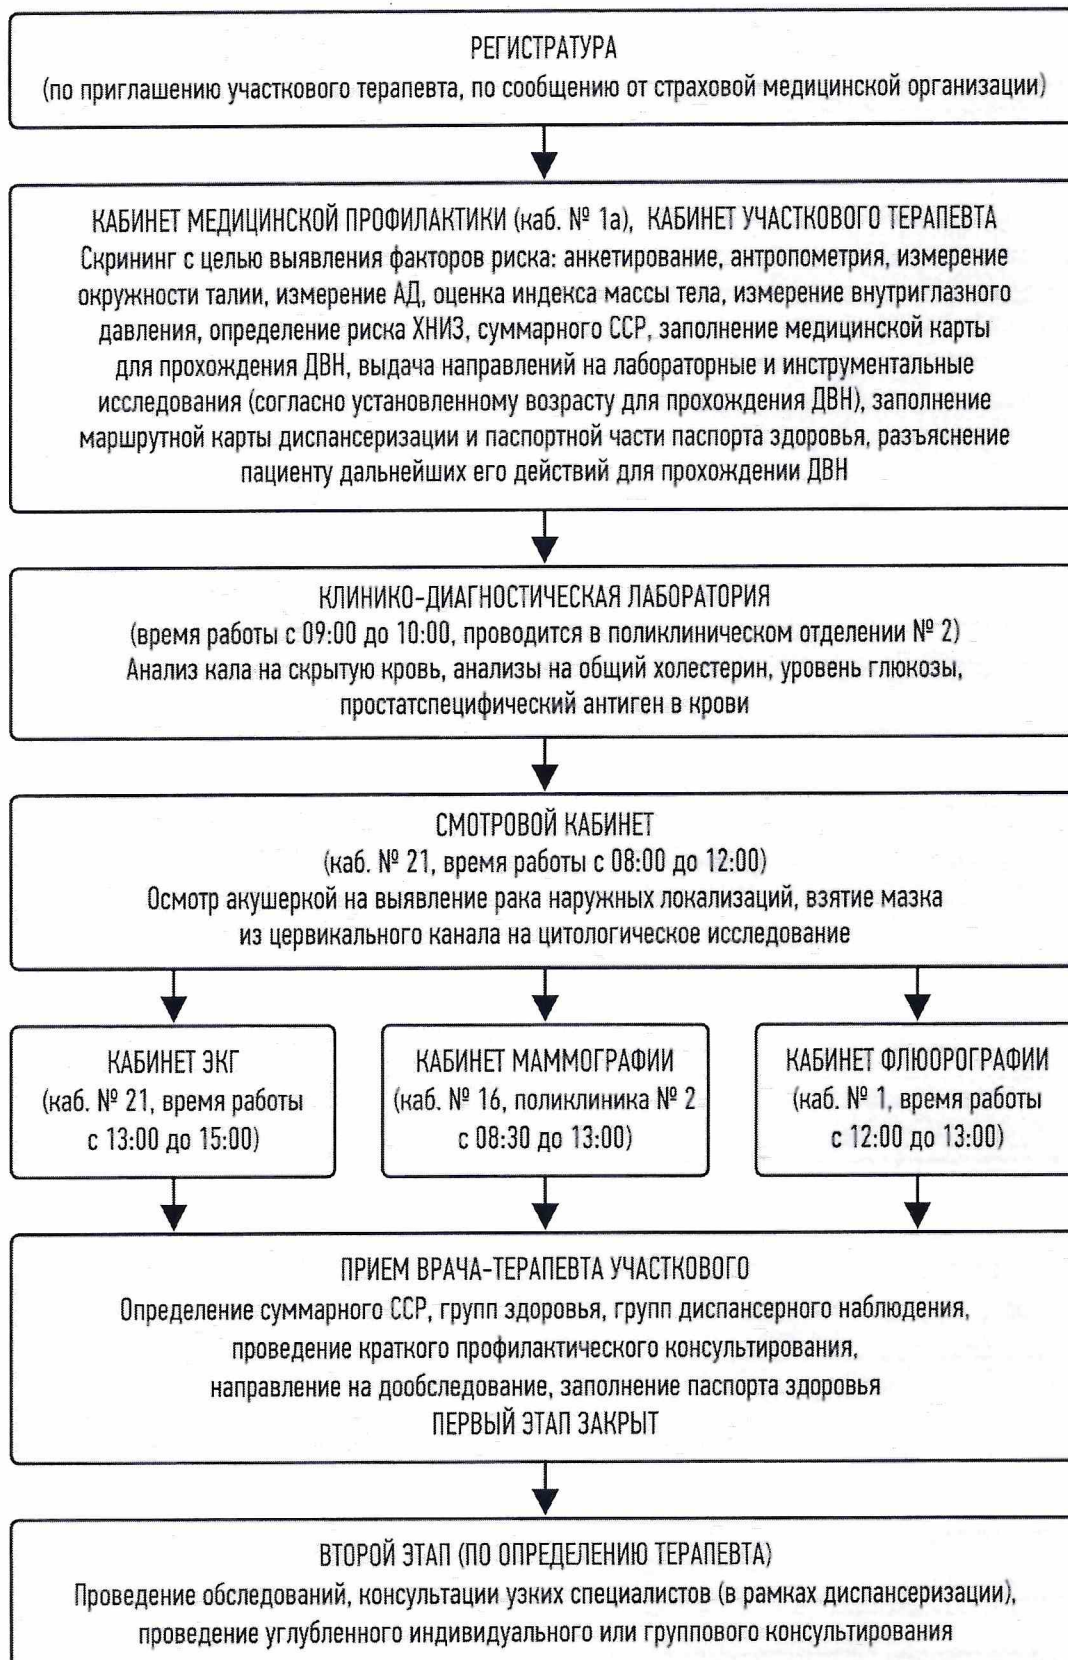 РЕГИСТРАТУРА
(по приглашению участкового терапевта, по сообщению от страховой медицинской организации)
КАБИНЕТ МЕДИЦИНСКОЙ ПРОФИЛАКТИКИ (каб. № 1а), КАБИНЕТ УЧАСТКОВОГО ТЕРАПЕВТА
Скрининг с целью выявления факторов риска: анкетирование, антропометрия, измерение
окружности талии, измерение АД, оценка индекса массы тела, измерение внутриглазного
давления, определение риска ХНИЗ, суммарного ССР, заполнение медицинской карты
для прохождения ДВН, выдача направлений на лабораторные и инструментальные
исследования (согласно установленному возрасту для прохождения ДВН), заполнение
маршрутной карты диспансеризации и паспортной части паспорта здоровья, разъяснение
пациенту дальнейших его действий для прохождении ДВН
КЛИНИКО-ДИАГНОСТИЧЕСКАЯ ЛАБОРАТОРИЯ
(время работы с 09:00 до 10:00, проводится в поликлиническом отделении № 2)
Анализ кала на скрытую кровь, анализы на общий холестерин, уровень глюкозы,
простатспецифический антиген в крови
СМОТРОВОЙ КАБИНЕТ
(каб. № 21, время работы с 08:00 до 12:00)
Осмотр акушеркой на выявление рака наружных локализаций, взятие мазка
из цервикального канала на цитологическое исследование
КАБИНЕТ ЭКГ
(каб. № 21, время работы
с 13:00 до 15:00)
КАБИНЕТ МАММОГРАФИИ
(каб. № 16, поликлиника № 2
с 08:30 до 13:00)
КАБИНЕТ ФЛЮОРОГРАФИИ
(каб. № 1, время работы
с 12:00 до 13:00)
ПРИЕМ ВРАЧА-ТЕРАПЕВТА УЧАСТКОВОГО
Определение суммарного ССР, групп здоровья, групп диспансерного наблюдения,
проведение краткого профилактического консультирования,
направление на дообследование, заполнение паспорта здоровья
ПЕРВЫЙ ЭТАП ЗАКРЫТ
ВТОРОЙ ЭТАП (ПО ОПРЕДЕЛЕНИЮ ТЕРАПЕВТА)
Проведение обследований, консультации узких специалистов (в рамках диспансеризации),
проведение углубленного индивидуального или группового консультирования